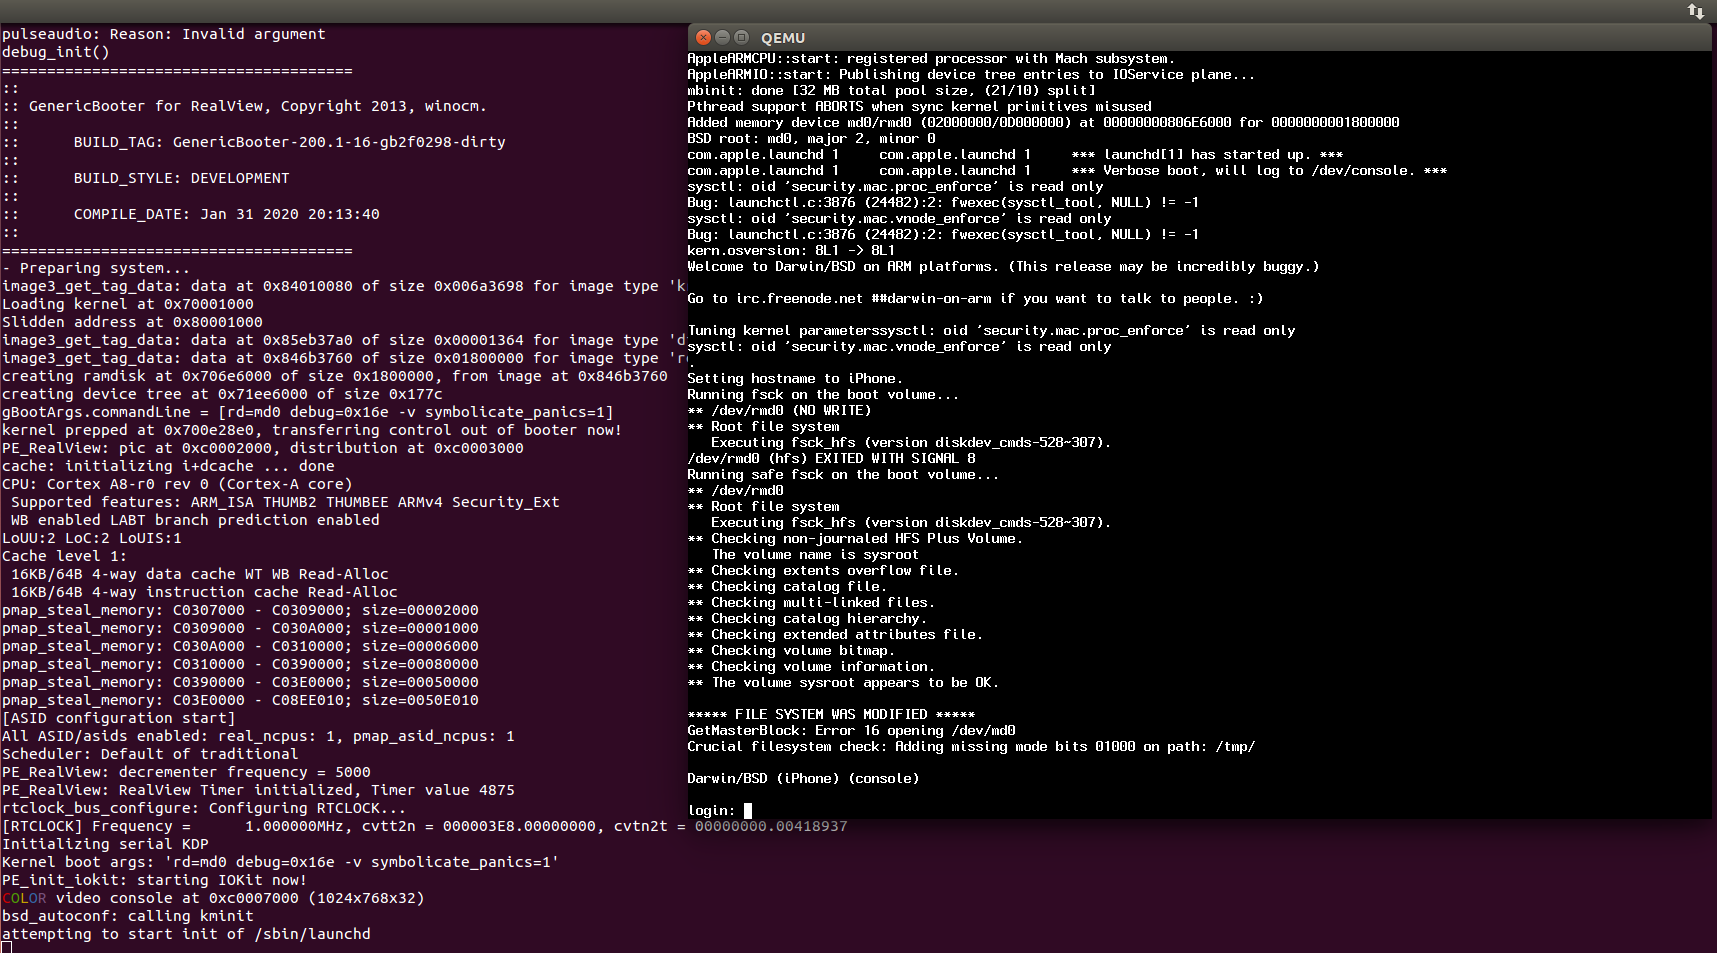 pulseaudio: Reason: Invalid argument
debug_init()
=======================================
::
:: GenericBooter for RealView, Copyright 2013, winocm.
::
::      BUILD_TAG: GenericBooter-200.1-16-gb2f0298-dirty
::
::      BUILD_STYLE: DEVELOPMENT
::
::      COMPILE_DATE: Jan 31 2020 20:13:40
::
=======================================
- Preparing system...
image3_get_tag_data: data at 0x84010080 of size 0x006a3698 for image type 'k
Loading kernel at 0x70001000
Slidden address at 0x80001000
image3_get_tag_data: data at 0x85eb37a0 of size 0x00001364 for image type 'd
image3_get_tag_data: data at 0x846b3760 of size 0x01800000 for image type 'r
creating ramdisk at 0x706e6000 of size 0x1800000, from image at 0x846b3760
creating device tree at 0x71ee6000 of size 0x177c
gBootArgs.commandLine = [rd=md0 debug=0x16e -v symbolicate_panics=1]
kernel prepped at 0x700e28e0, transferring control out of booter now!
PE_RealView: pic at 0xc0002000, distribution at 0xc0003000
cache: initializing i+dcache ... done
CPU: Cortex A8-r0 rev 0 (Cortex-A core)
 Supported features: ARM_ISA THUMB2 THUMBEE ARMv4 Security_Ext
 WB enabled LABT branch prediction enabled
LoUU:2 LoC:2 LoUIS:1
Cache level 1:
 16KB/64B 4-way data cache WT WB Read-Alloc
 16KB/64B 4-way instruction cache Read-Alloc
pmap_steal_memory: C0307000 - C0309000; size=00002000
pmap_steal_memory: C0309000 - C030A000; size=00001000
pmap_steal_memory: C030A000 - C0310000; size=00006000
pmap_steal_memory: C0310000 - C0390000; size=00080000
pmap_steal_memory: C0390000 - C03E0000; size=00050000
pmap_steal_memory: C03E0000 - C08EE010; size=0050E010
[ASID configuration start]
All ASID/asids enabled: real_ncpus: 1, pmap_asid_ncpus: 1
Scheduler: Default of traditional
PE_RealView: decrementer frequency = 5000
PE_RealView: RealView Timer initialized, Timer value 4875
rtclock_bus_configure: Configuring RTCLOCK...
[RTCLOCK] Frequency =      1.000000MHz, cvtt2n = 000003E8.00000000, cvtn2t = 00000000.00418937
Initializing serial KDP
Kernel boot args: 'rd=md0 debug=0x16e -v symbolicate_panics=1'
PE_init_iokit: starting IOKit now!
COLOR video console at 0xc0007000 (1024x768x32)
bsd_autoconf: calling kminit
attempting to start init of /sbin/launchd
QEMU
AppleARMCPU::start: registered processor with Mach subsystem.
AppleARMIO::start: Publishing device tree entries to IOService plane...
mbinit: done [32 MB total pool size, (21/10) split]
Pthread support ABORTS when sync kernel primitives misused
Added memory device md0/rmd0 (02000000/0D000000) at 00000000806E6000 for 0000000001800000
BSD root: md0, major 2, minor 0
com.apple.launchd 1     com.apple.launchd 1     *** launchd[1] has started up. ***
com.apple.launchd 1     com.apple.launchd 1     *** Verbose boot, will log to /dev/console. ***
sysctl: oid 'security.mac.proc_enforce' is read only
Bug: launchctl.c:3876 (24482):2: fwexec(sysctl_tool, NULL) != -1
sysctl: oid 'security.mac.vnode_enforce' is read only
Bug: launchctl.c:3876 (24482):2: fwexec(sysctl_tool, NULL) != -1
kern.osversion: 8L1 -> 8L1
Welcome to Darwin/BSD on ARM platforms. (This release may be incredibly buggy.)
Go to irc.freenode.net ##darwin-on-arm if you want to talk to people. :)
Tuning kernel parameterssysctl: oid 'security.mac.proc_enforce' is read only
sysctl: oid 'security.mac.vnode_enforce' is read only
.
Setting hostname to iPhone.
Running fsck on the boot volume...
** /dev/rmd0 (NO WRITE)
** Root file system
   Executing fsck_hfs (version diskdev_cmds-528~307).
/dev/rmd0 (hfs) EXITED WITH SIGNAL 8
Running safe fsck on the boot volume...
** /dev/rmd0
** Root file system
   Executing fsck_hfs (version diskdev_cmds-528~307).
** Checking non-journaled HFS Plus Volume.
   The volume name is sysroot
** Checking extents overflow file.
** Checking catalog file.
** Checking multi-linked files.
** Checking catalog hierarchy.
** Checking extended attributes file.
** Checking volume bitmap.
** Checking volume information.
** The volume sysroot appears to be OK.
***** FILE SYSTEM WAS MODIFIED *****
GetMasterBlock: Error 16 opening /dev/md0
Crucial filesystem check: Adding missing mode bits 01000 on path: /tmp/
Darwin/BSD (iPhone) (console)
login: